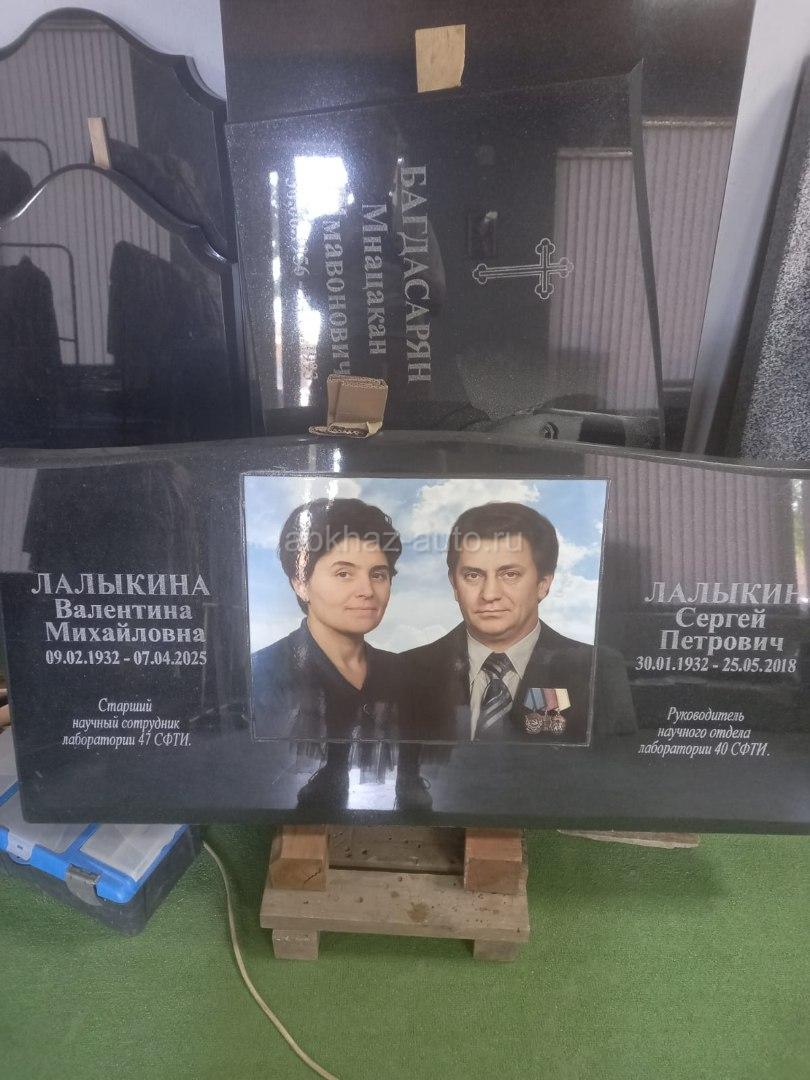 БАГДАСАРЯН
Мнацакан
abkhaz-auto.ru
ЛАЛЫКИНА
Валентина
Михайловна
09.02.1932 - 07.04.2025
Старший
научный сотрудник
лаборатории 47 СФТИ.
ЛАЛЫКИН
Сергей
Петрович
30.01.1932 - 25.05.2018
Руководитель
научного отдела
лаборатории 40 СФТИ.